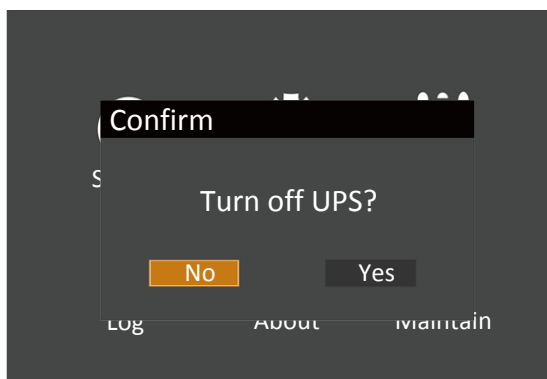 Confirm
S
Turn off UPS?
No Yes
Log About Maintain